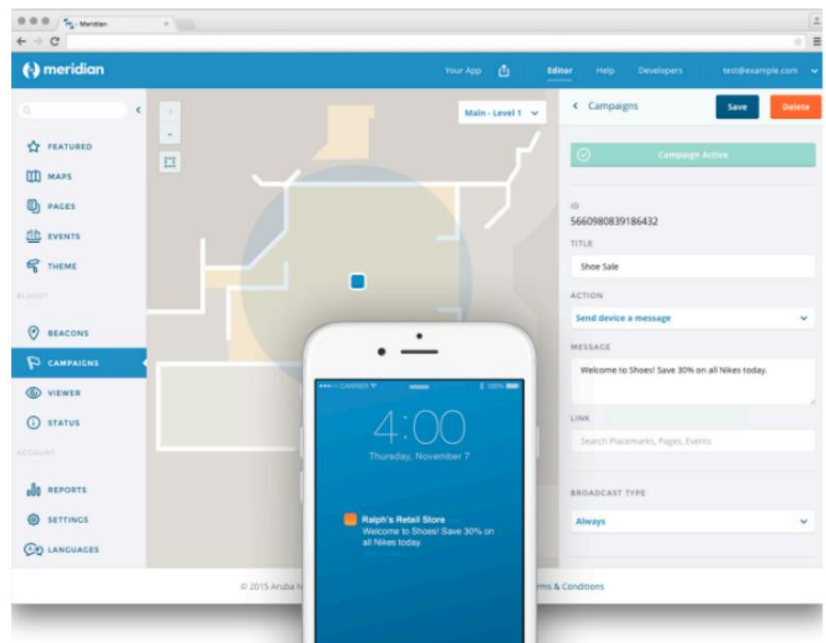 Meridian
meridian
Your App
Editor
Help
Developers
test@example.com
FEATURED
MAPS
PAGES
EVENTS
THEME
BLUDOT
BEACONS
CAMPAIGNS
VIEWER
STATUS
ACCOUNT
REPORTS
SETTINGS
LANGUAGES
+
-
Main - Level 1
Campaigns
Save
Delete
Campaign Active
ID
5660980839186432
TITLE
Shoe Sale
ACTION
Send device a message
MESSAGE
Welcome to Shoes! Save 30% on all Nikes today.
LINK
Search Placemarks, Pages, Events
BROADCAST TYPE
Always
CARRIER
100%
4:00
Thursday, November 7
Ralph's Retail Store
Welcome to Shoes! Save 30% on
all Nikes today.
© 2015 Aruba
& Conditions